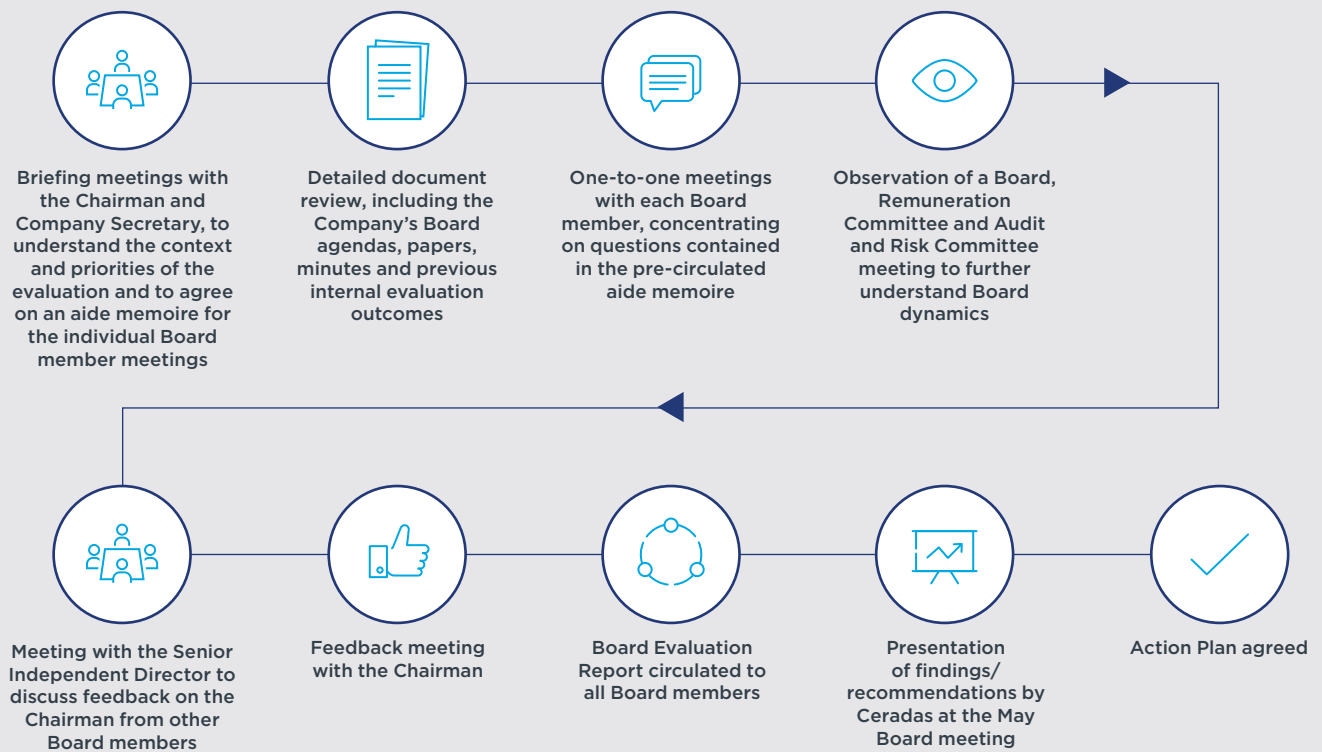 Briefing meetings with
the Chairman and
Company Secretary, to
understand the context
and priorities of the
evaluation and to agree
on an aide memoire for
the individual Board
member meetings
Detailed document
review, including the
Company's Board
agendas, papers,
minutes and previous
internal evaluation
outcomes
One-to-one meetings
with each Board
member, concentrating
on questions contained
in the pre-circulated
aide memoire
Observation of a Board,
Remuneration
Committee and Audit
and Risk Committee
meeting to further
understand Board
dynamics
Meeting with the Senior
Independent Director to
discuss feedback on the
Chairman from other
Board members
Feedback meeting
with the Chairman
Board Evaluation
Report circulated to
all Board members
Presentation
of findings/
recommendations by
Ceradas at the May
Board meeting
Action Plan agreed